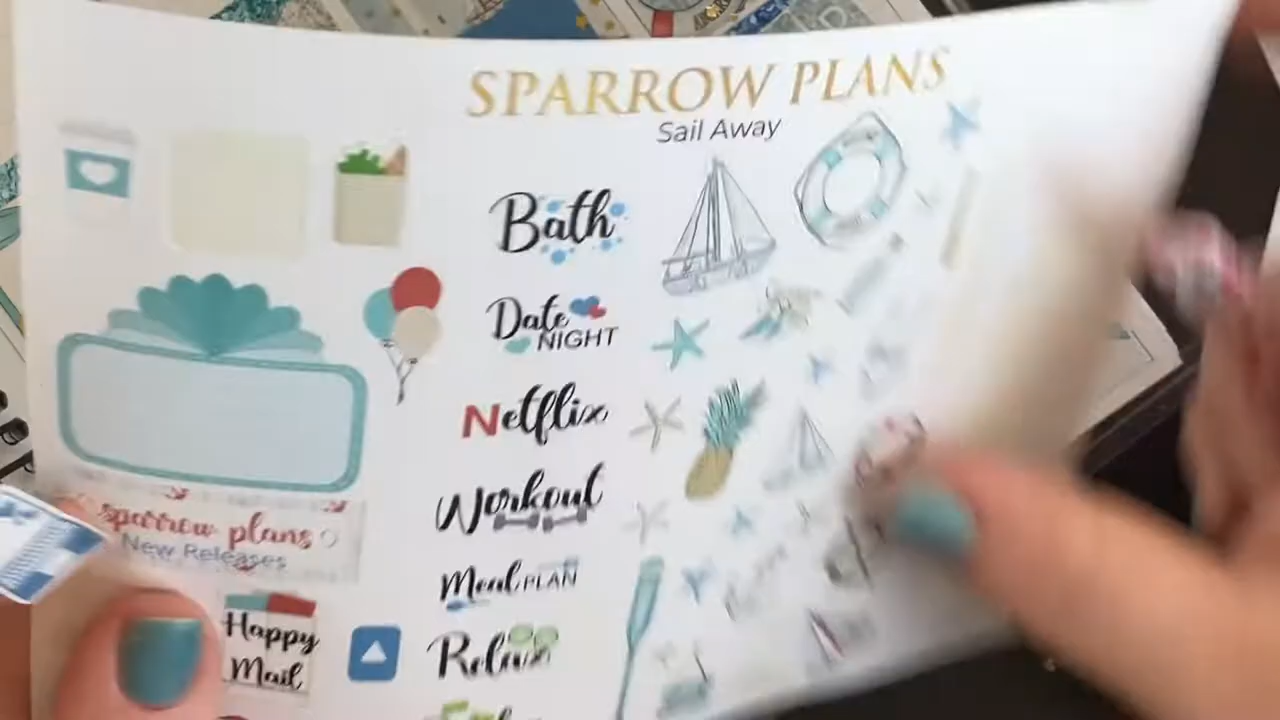 SPARROW PLANS
Sail Away
Bath
Date
NIGHT
Netflix
Workout
Meal PLAN
Relax
sparrow plans
New Releases
Happy
Mail